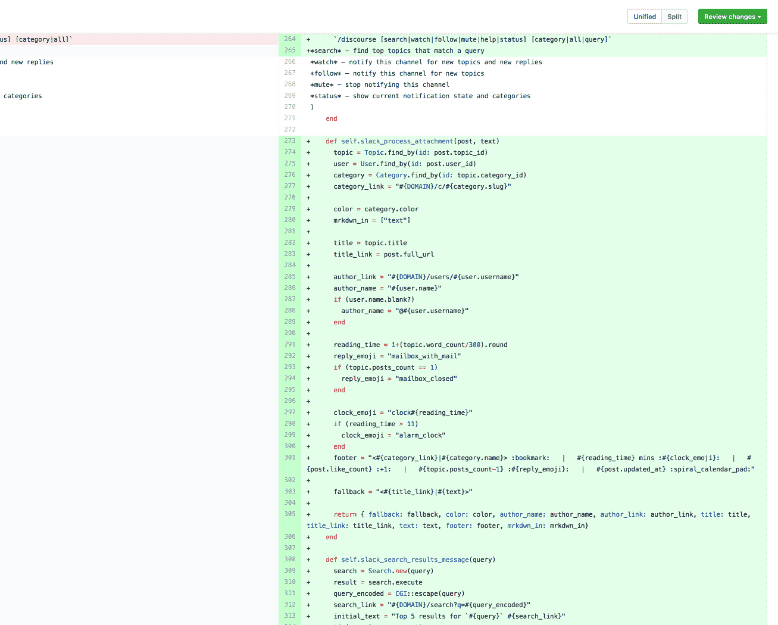 Unified Split Review changes
us] [category|all]`
264 + `/discourse [search|watch|follow|mute|help|status] [category|all|query]`
265 +*search* – find top topics that match a query
nd new replies
266 *watch* – notify this channel for new topics and new replies
267 *follow* – notify this channel for new topics
268 *mute* – stop notifying this channel
categories
269 *status* – show current notification state and categories
270 )
271 end
272
273 + def self.slack_process_attachment(post, text)
274 + topic = Topic.find_by(id: post.topic_id)
275 + user = User.find_by(id: post.user_id)
276 + category = Category.find_by(id: topic.category_id)
277 + category_link = "#{DOMAIN}/c/#{category.slug}"
278 +
279 + color = category.color
280 + mrkdwn_in = ["text"]
281 +
282 + title = topic.title
283 + title_link = post.full_url
284 +
285 + author_link = "#{DOMAIN}/users/#{user.username}"
286 + author_name = "#{user.name}"
287 + if (user.name.blank?)
288 + author_name = "@#{user.username}"
289 + end
290 +
291 + reading_time = 1+(topic.word_count/300).round
292 + reply_emoji = "mailbox_with_mail"
293 + if (topic.posts_count == 1)
294 + reply_emoji = "mailbox_closed"
295 + end
296 +
297 + clock_emoji = "clock#{reading_time}"
298 + if (reading_time > 11)
299 + clock_emoji = "alarm_clock"
300 + end
301 + footer = "<#{category_link}|#{category.name}> :bookmark: | #{reading_time} mins :#{clock_emoji}: | #
{post.like_count} :+1: | #{topic.posts_count-1} :#{reply_emoji}: | #{post.updated_at} :spiral_calendar_pad:"
302 +
303 + fallback = "<#{title_link}|#{text}>"
304 +
305 + return { fallback: fallback, color: color, author_name: author_name, author_link: author_link, title: title,
title_link: title_link, text: text, footer: footer, mrkdwn_in: mrkdwn_in}
306 + end
307 +
308 + def self.slack_search_results_message(query)
309 + search = Search.new(query)
310 + result = search.execute
311 + query_encoded = CGI::escape(query)
312 + search_link = "#{DOMAIN}/search?q=#{query_encoded}"
313 + initial_text = "Top 5 results for `#{query}` #{search_link}"